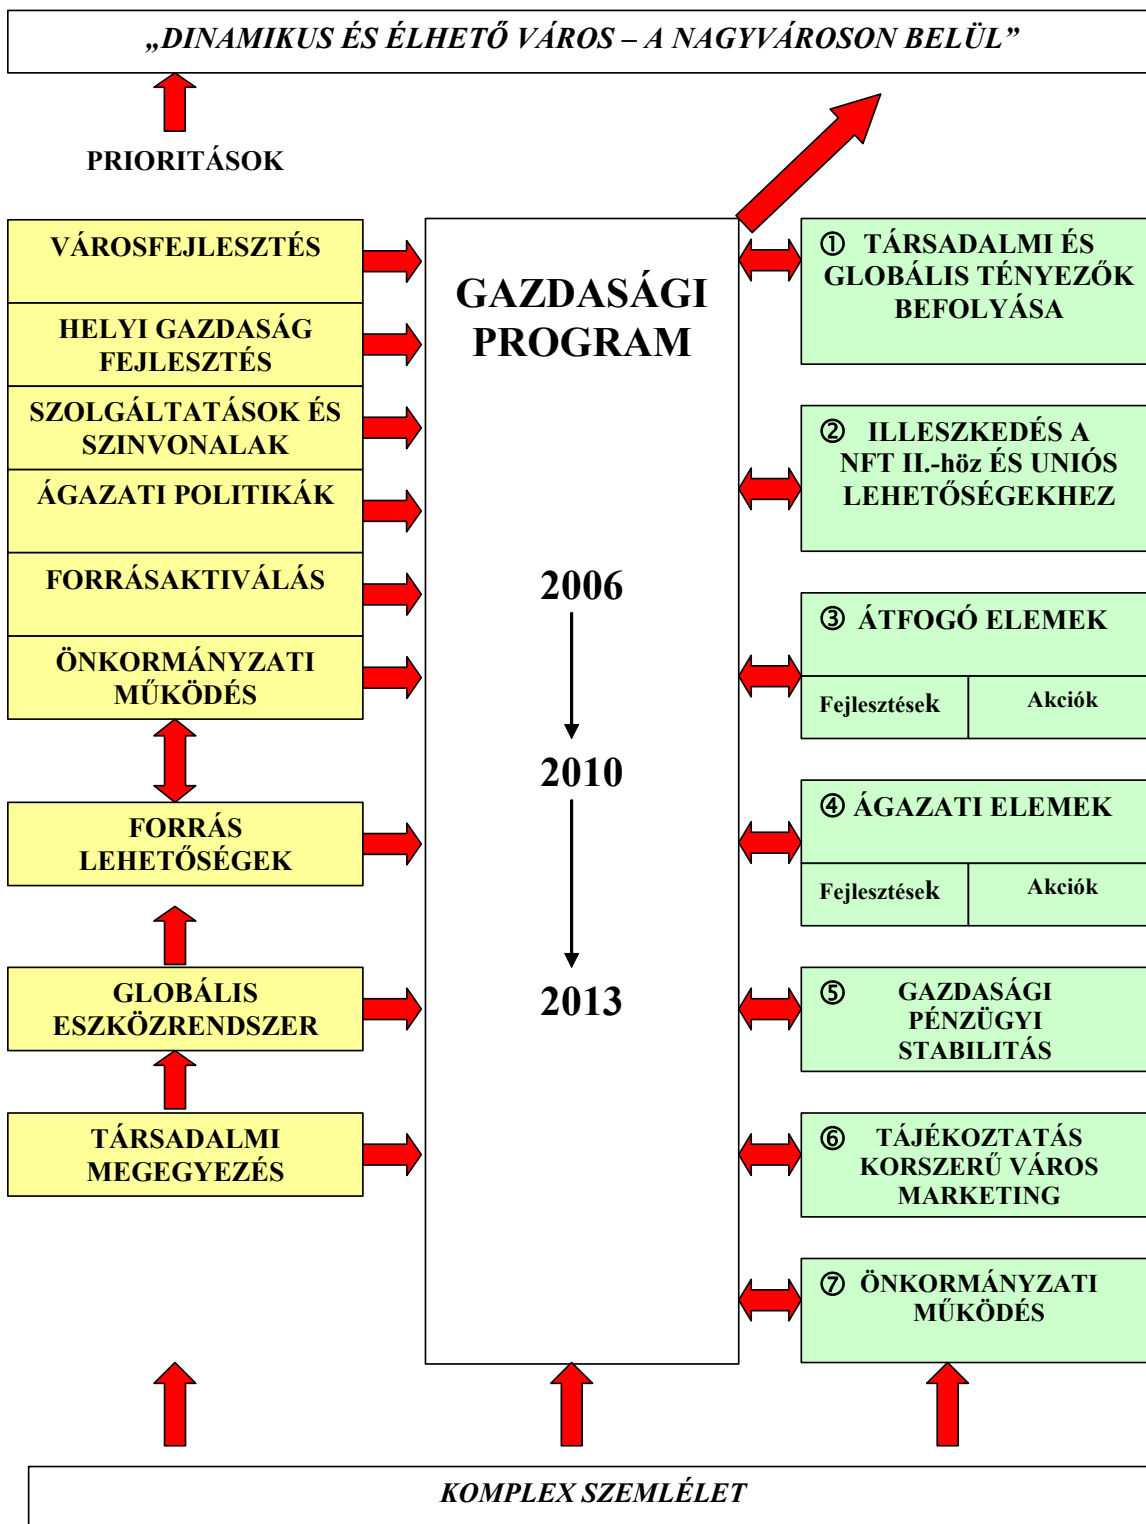 „DINAMIKUS ÉS ÉLHETŐ VÁROS – A NAGYVÁROSON BELÜL”
PRIORITÁSOK
VÁROSFEJLESZTÉS
HELYI GAZDASÁG
FEJLESZTÉS
SZOLGÁLTATÁSOK ÉS
SZINVONALAK
ÁGAZATI POLITIKÁK
FORRÁSAKTIVÁLÁS
ÖNKORMÁNYZATI
MŰKÖDÉS
FORRÁS
LEHETŐSÉGEK
GLOBÁLIS
ESZKÖZRENDSZER
TÁRSADALMI
MEGEGYEZÉS
GAZDASÁGI
PROGRAM
2006
2010
2013
① TÁRSADALMI ÉS
GLOBÁLIS TÉNYEZŐK
BEFOLYÁSA
② ILLESZKEDÉS A
NFT II.-höz ÉS UNIÓS
LEHETŐSÉGEKHEZ
③ ÁTFOGÓ ELEMEK
Fejlesztések Akciók
④ ÁGAZATI ELEMEK
Fejlesztések Akciók
⑤ GAZDASÁGI
PÉNZÜGYI
STABILITÁS
⑥ TÁJÉKOZTATÁS
KORSZERŰ VÁROS
MARKETING
⑦ ÖNKORMÁNYZATI
MŰKÖDÉS
KOMPLEX SZEMLÉLET